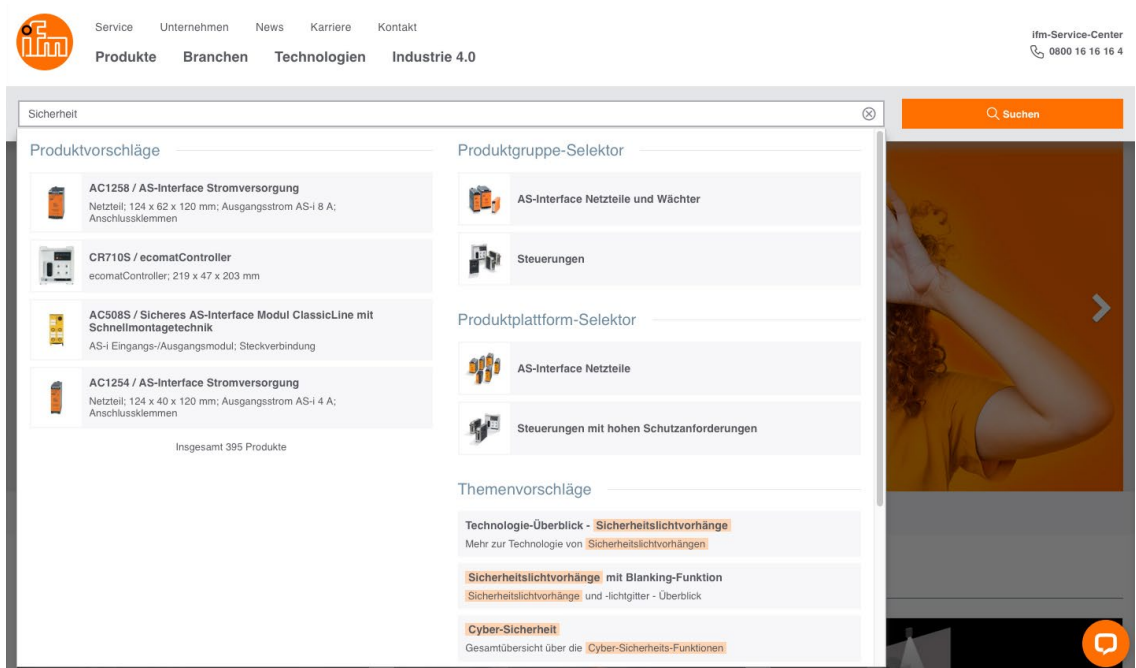 ifm
Service Unternehmen News Karriere Kontakt
Produkte Branchen Technologien Industrie 4.0
ifm-Service-Center
0800 16 16 16 4
Sicherheit
Suchen
Produktvorschläge
AC1258 / AS-Interface Stromversorgung
Netzteil; 124 x 62 x 120 mm; Ausgangsstrom AS-i 8 A;
Anschlussklemmen
CR710S / ecomatController
ecomatController; 219 x 47 x 203 mm
AC508S / Sicheres AS-Interface Modul ClassicLine mit
Schnellmontagetechnik
AS-i Eingangs-/Ausgangsmodul; Steckverbindung
AC1254 / AS-Interface Stromversorgung
Netzteil; 124 x 40 x 120 mm; Ausgangsstrom AS-i 4 A;
Anschlussklemmen
Insgesamt 395 Produkte
Produktgruppe-Selektor
AS-Interface Netzteile und Wächter
Steuerungen
Produktplattform-Selektor
AS-Interface Netzteile
Steuerungen mit hohen Schutzanforderungen
Themenvorschläge
Technologie-Überblick - Sicherheitslichtvorhänge
Mehr zur Technologie von Sicherheitslichtvorhängen
Sicherheitslichtvorhänge mit Blanking-Funktion
Sicherheitslichtvorhänge und -lichtgitter - Überblick
Cyber-Sicherheit
Gesamtübersicht über die Cyber-Sicherheits-Funktionen